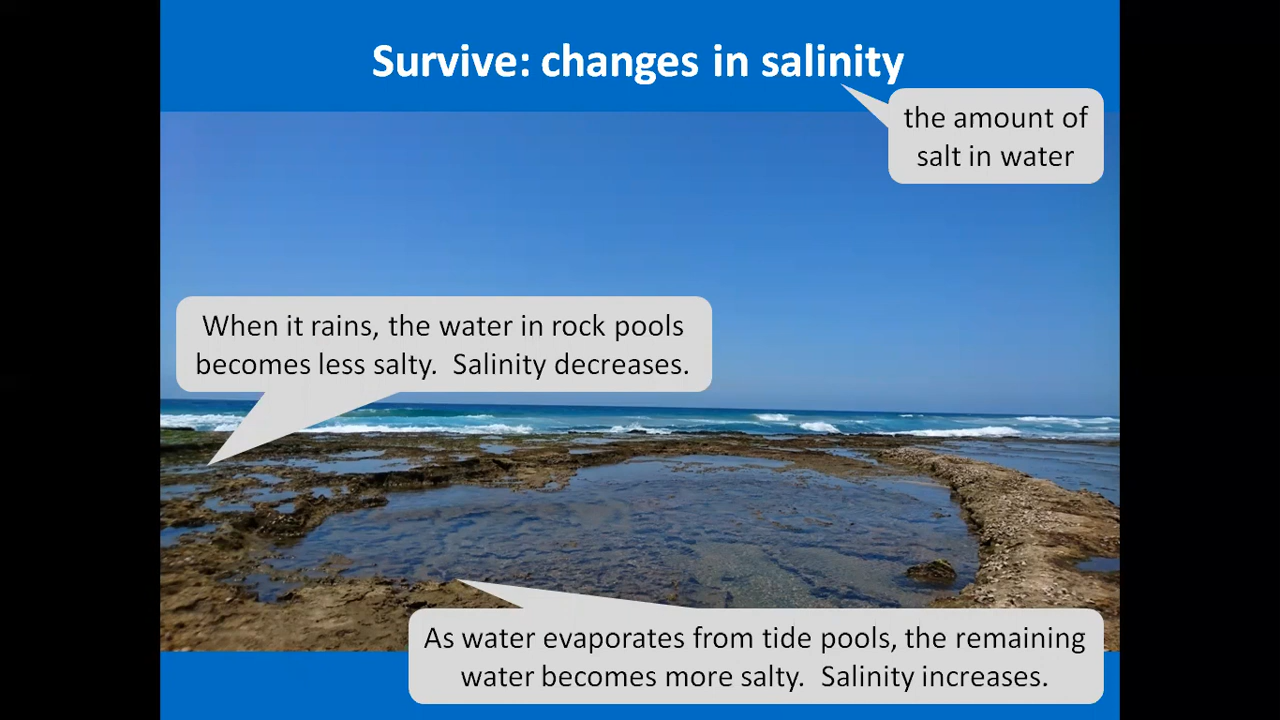 Survive: changes in salinity
the amount of
salt in water
When it rains, the water in rock pools
becomes less salty.  Salinity decreases.
As water evaporates from tide pools, the remaining
water becomes more salty.  Salinity increases.